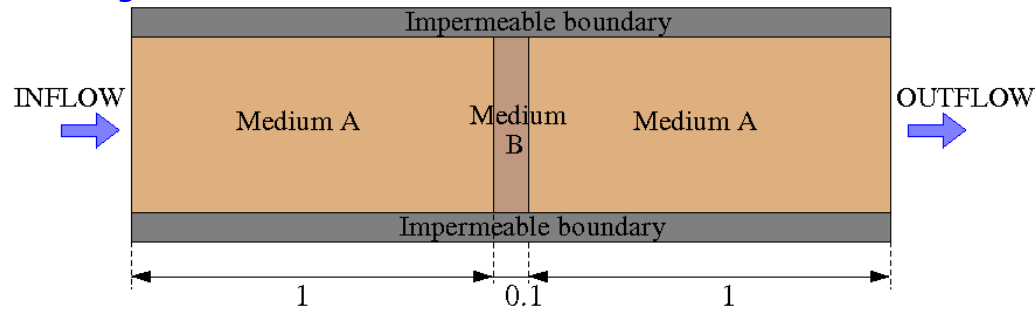 Impermeable boundary
INFLOW
OUTFLOW
Medium A
Medium
B
Medium A
Impermeable boundary
1
0.1
1